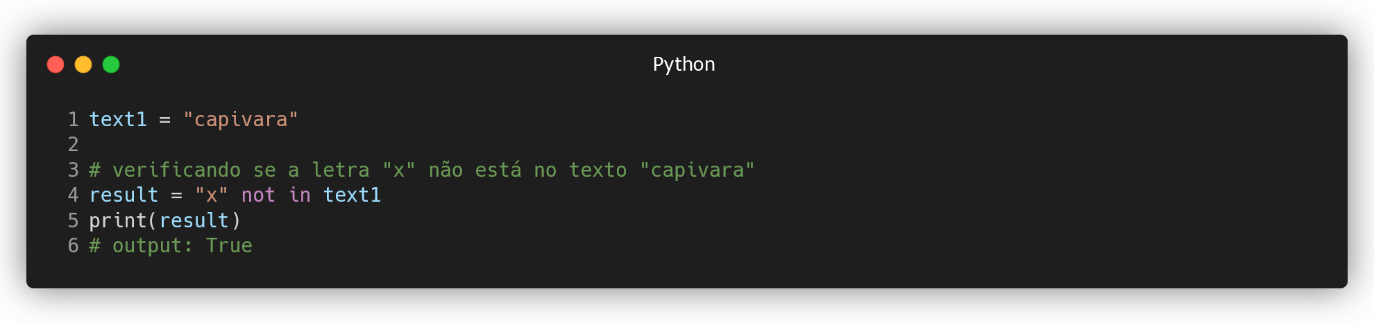 Python
1 text1 = "capivara"
2
3 # verificando se a letra "x" não está no texto "capivara"
4 result = "x" not in text1
5 print(result)
6 # output: True